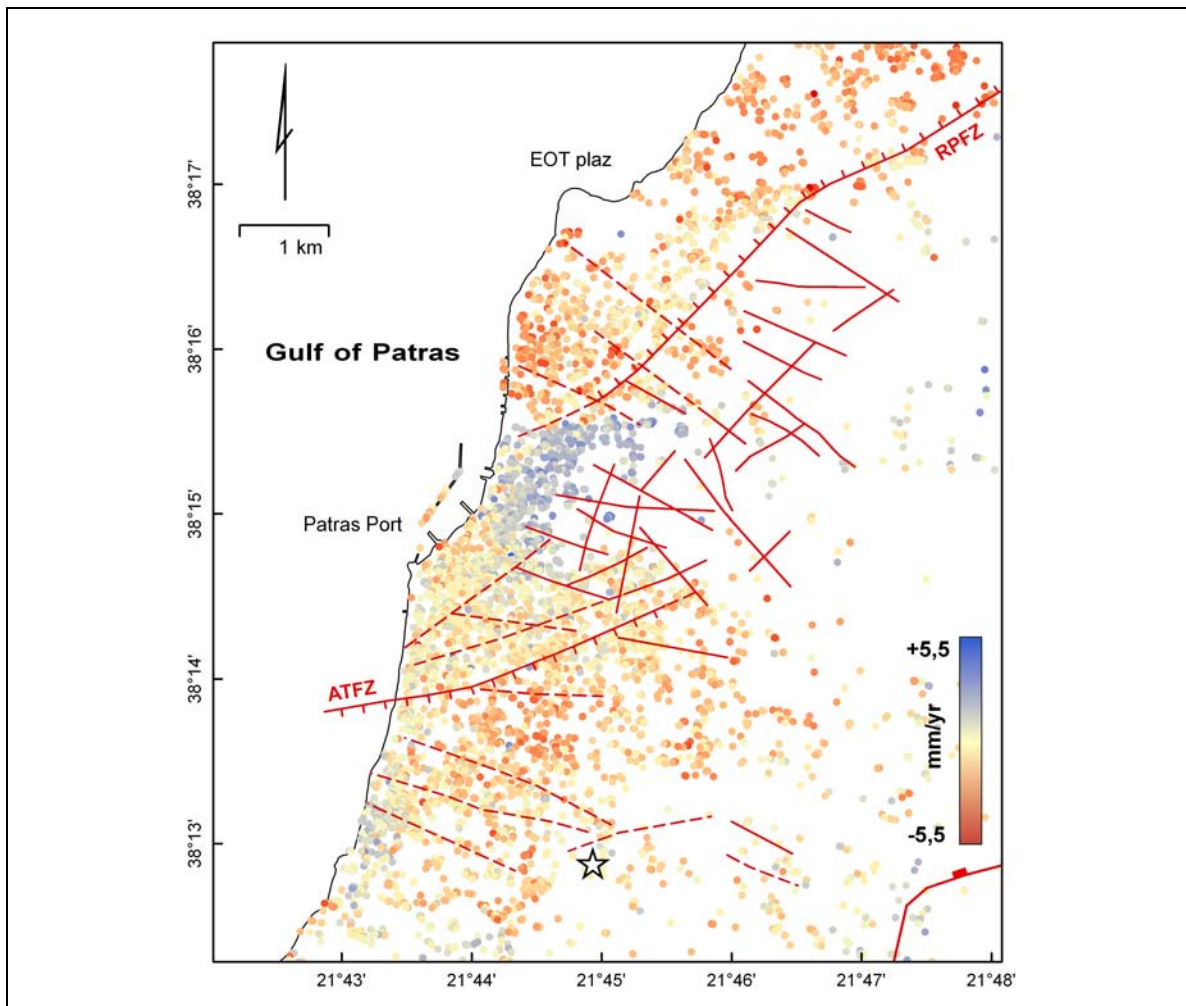 EOT plaz
RPFZ
38°17'
1 km
38°16'
Gulf of Patras
38°15'
Patras Port
+5,5
mm/yr
-5,5
38°14'
ATFZ
38°13'
21°43' 21°44' 21°45' 21°46' 21°47' 21°48'